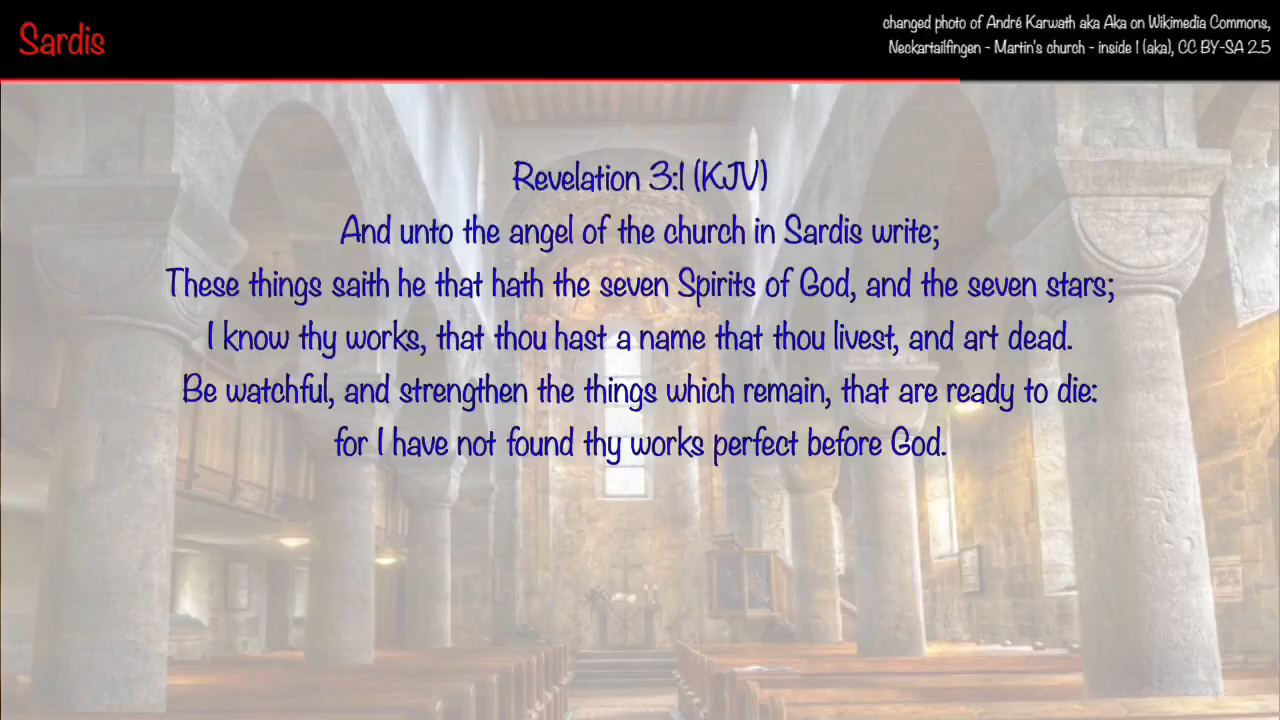 Sardis
changed photo of André Karwath aka Aka on Wikimedia Commons,
Neckartailfingen - Martin's church - inside 1 (aka), CC BY-SA 2.5
Revelation 3:1 (KJV)
And unto the angel of the church in Sardis write;
These things saith he that hath the seven Spirits of God, and the seven stars;
I know thy works, that thou hast a name that thou livest, and art dead.
Be watchful, and strengthen the things which remain, that are ready to die:
for I have not found thy works perfect before God.